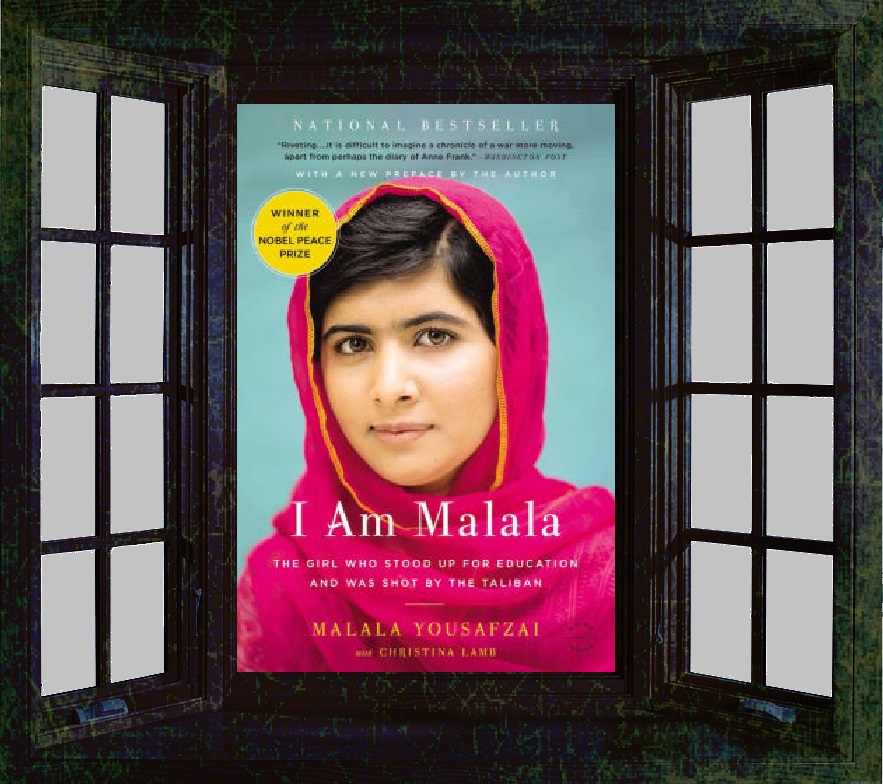 NATIONAL BESTSELLER
"Riveting....It is difficult to imagine a chronicle of a war more moving,
apart from perhaps the diary of Anne Frank." –WASHINGTON POST
WITH A NEW PREFACE BY THE AUTHOR
WINNER
of the
NOBEL PEACE
PRIZE
I Am Malala
THE GIRL WHO STOOD UP FOR EDUCATION
AND WAS SHOT BY THE TALIBAN
MALALA YOUSAFZAI
with CHRISTINA LAMB